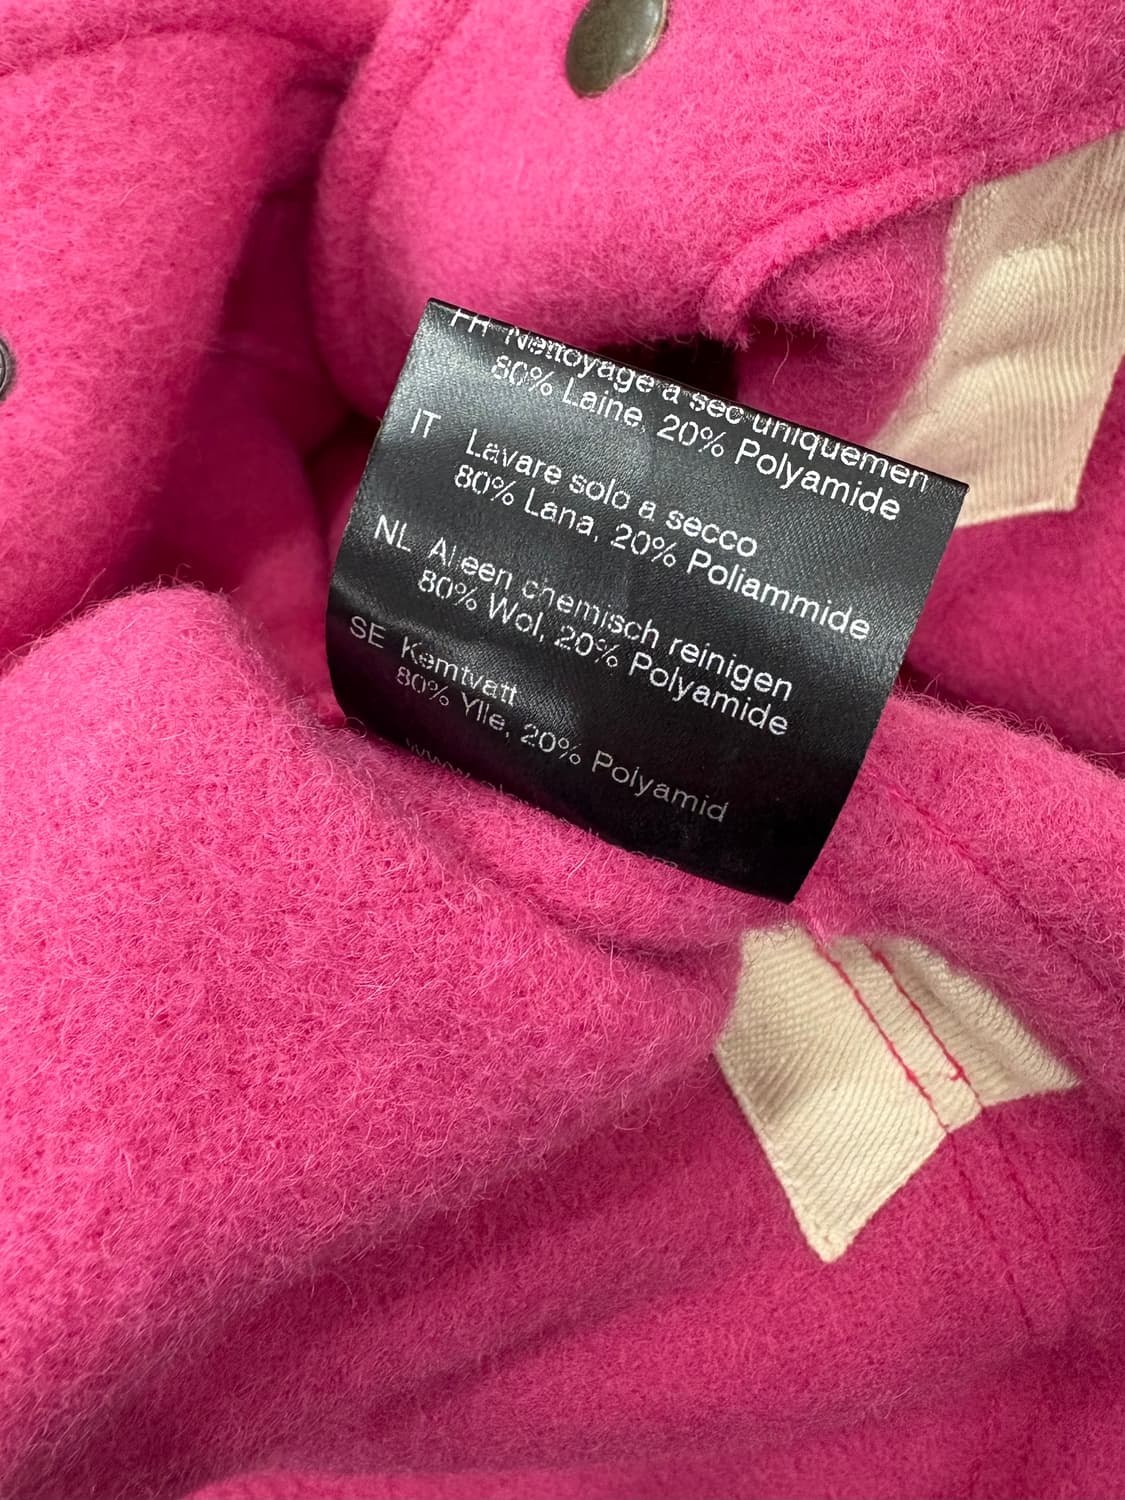 FR Nettoyage a sec uniquemen
80% Laine, 20% Polyamide
IT Lavare solo a secco
80% Lana, 20% Poliammide
NL Alleen chemisch reinigen
80% Wol, 20% Polyamide
SE Kemtvatt
80% Ylle, 20% Polyamid